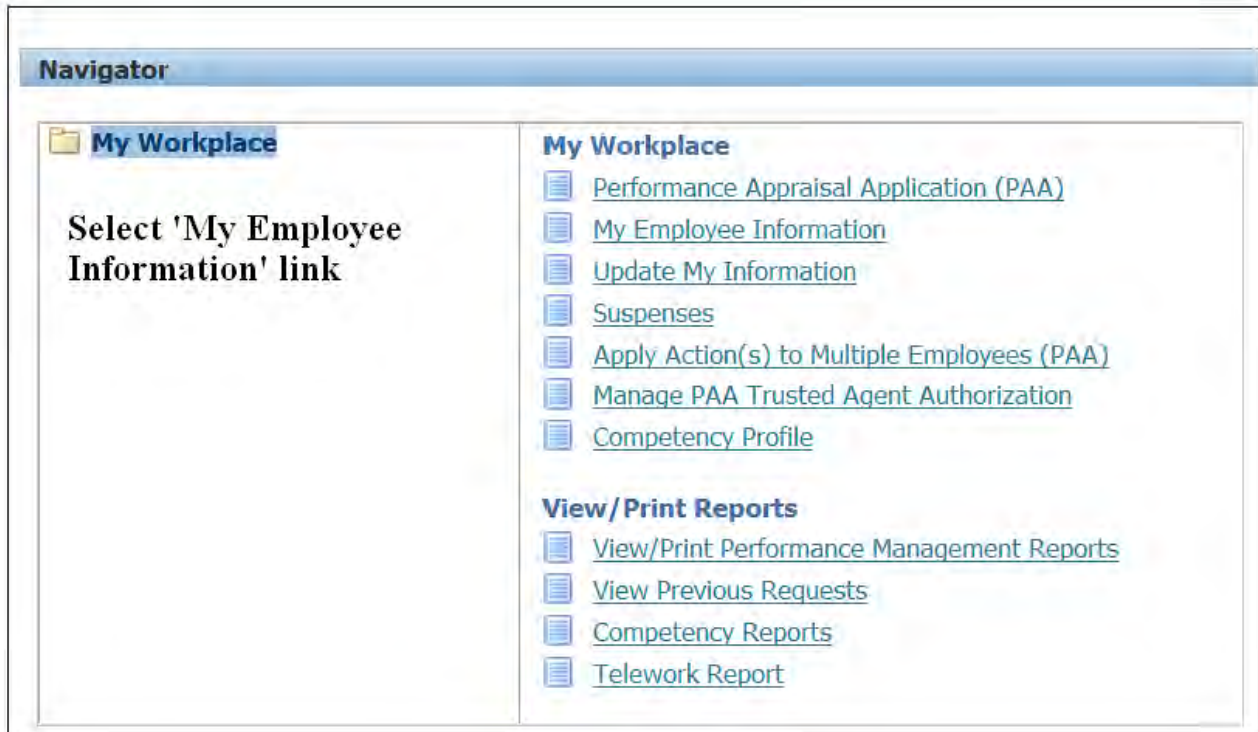 Navigator
My Workplace
Select 'My Employee
Information' link
My Workplace
Performance Appraisal Application (PAA)
My Employee Information
Update My Information
Suspenses
Apply Action(s) to Multiple Employees (PAA)
Manage PAA Trusted Agent Authorization
Competency Profile
View/Print Reports
View/Print Performance Management Reports
View Previous Requests
Competency Reports
Telework Report